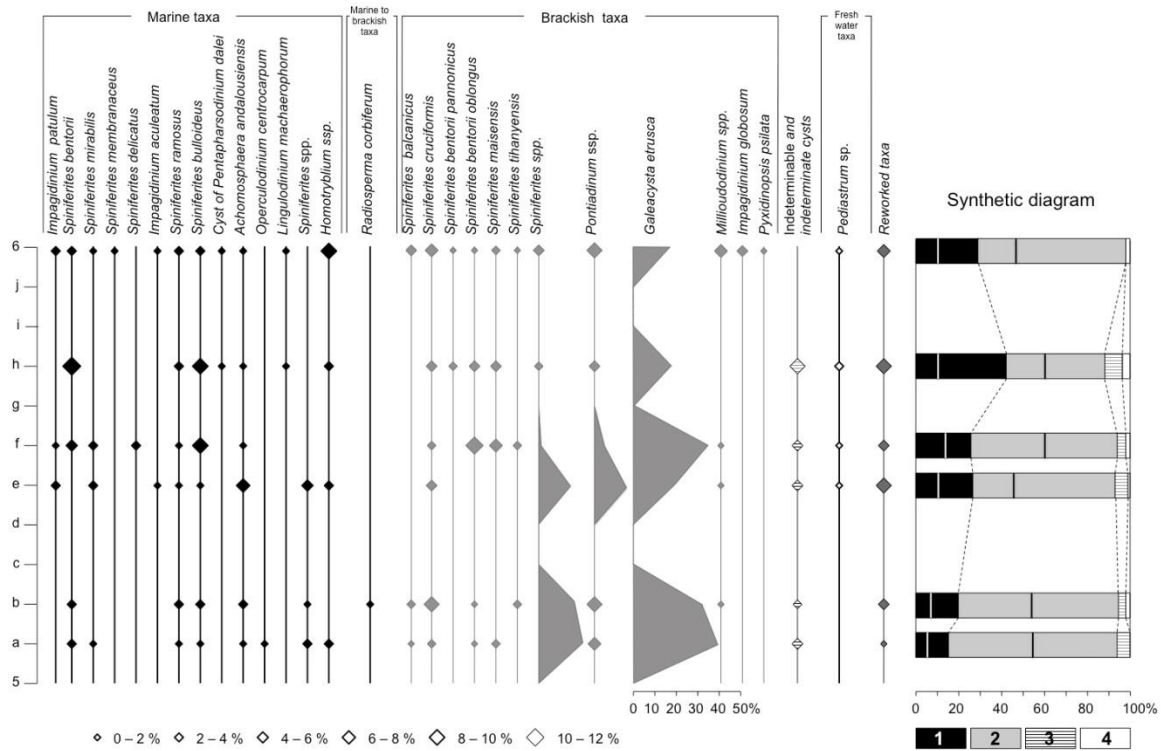 Marine taxa
Marine to
brackish
taxa
Brackish taxa
Fresh
water
taxa
Impagidinium patulum
Spiniferites bentorii
Spiniferites mirabilis
Spiniferites membranaceus
Spiniferites delicatus
Impagidinium aculeatum
Spiniferites ramosus
Spiniferites bulloideus
Cyst of Pentapharsodinium dalei
Achomosphaera andalousiensis
Operculodinium centrocarpum
Lingulodinium machaerophorum
Spiniferites spp.
Homotryblium ssp.
Radiosperma corbiferum
Spiniferites balcanicus
Spiniferites cruciformis
Spiniferites bentorii pannonicus
Spiniferites bentorii oblongus
Spiniferites maisensis
Spiniferites tihanyensis
Spiniferites spp.
Pontiadinum ssp.
Galeacysta etrusca
Millioudodinium spp.
Impagidinium globosum
Pyxidinopsis psilata
Indeterminable and
indeterminate cysts
Pediastrum sp.
Reworked taxa
Synthetic diagram
6
j
i
h
g
f
e
d
c
b
a
5
0 10 20 30 40 50%
0 20 40 60 80 100%
0 – 2 % 2 – 4 % 4 – 6 % 6 – 8 % 8 – 10 % 10 – 12 %
1 2 3 4